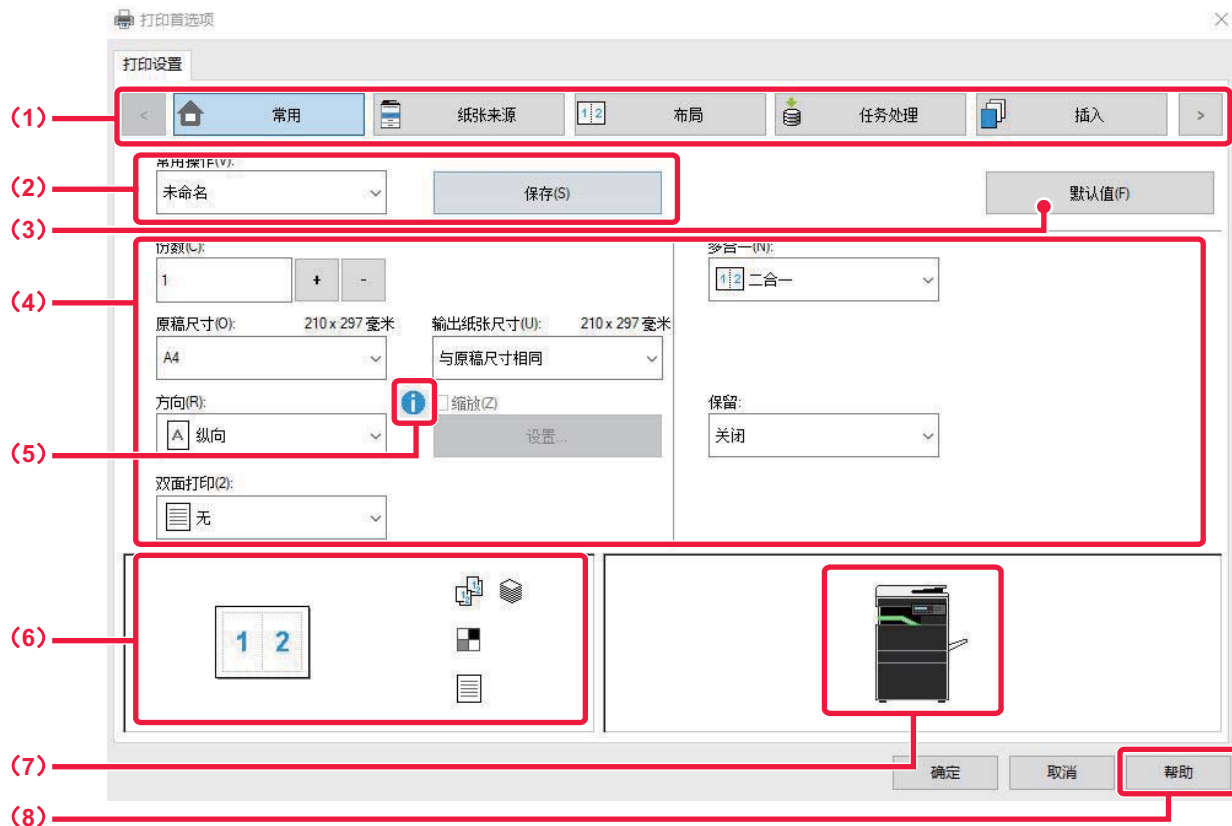 打印首选项
打印设置
(1) < 常用 纸张来源 1 2 布局 任务处理 插入 >
常用操作(V):
(2) 未命名 保存(S) 默认值(F)
(3)
份数(C): 多合一(N):
(4) 1 + - 1 2 二合一
原稿尺寸(O): 210 x 297 毫米 输出纸张尺寸(U): 210 x 297 毫米
A4 与原稿尺寸相同
方向(R): i 缩放(Z) 保留:
(5) A 纵向 设置... 关闭
双面打印(2):
无
(6) 1 2
(7) 确定 取消 帮助
(8)